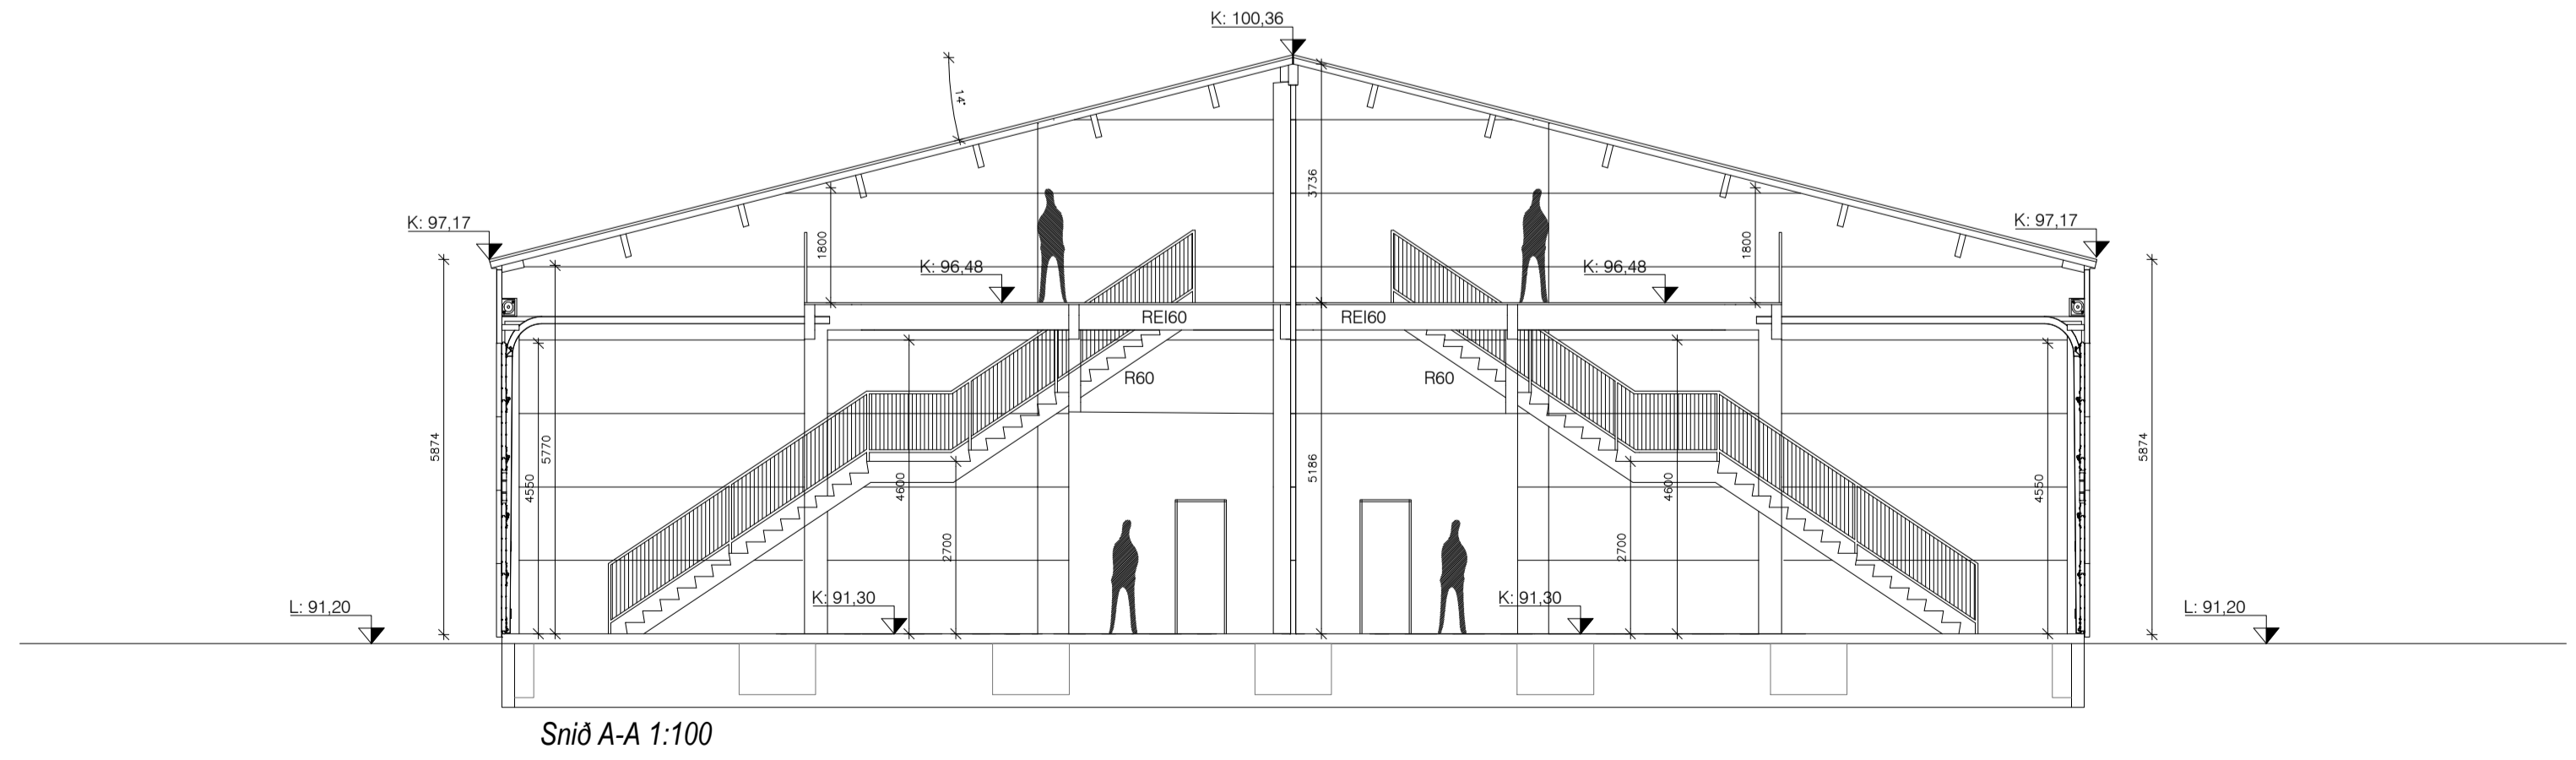 K: 100,36
14°
K: 97,17
K: 97,17
3736
1800
1800
K: 96,48
K: 96,48
REI60
REI60
R60
R60
5874
5770
4550
4600
2700
5186
2700
4600
4550
5874
K: 91,30
K: 91,30
L: 91,20
L: 91,20
Snið A-A 1:100